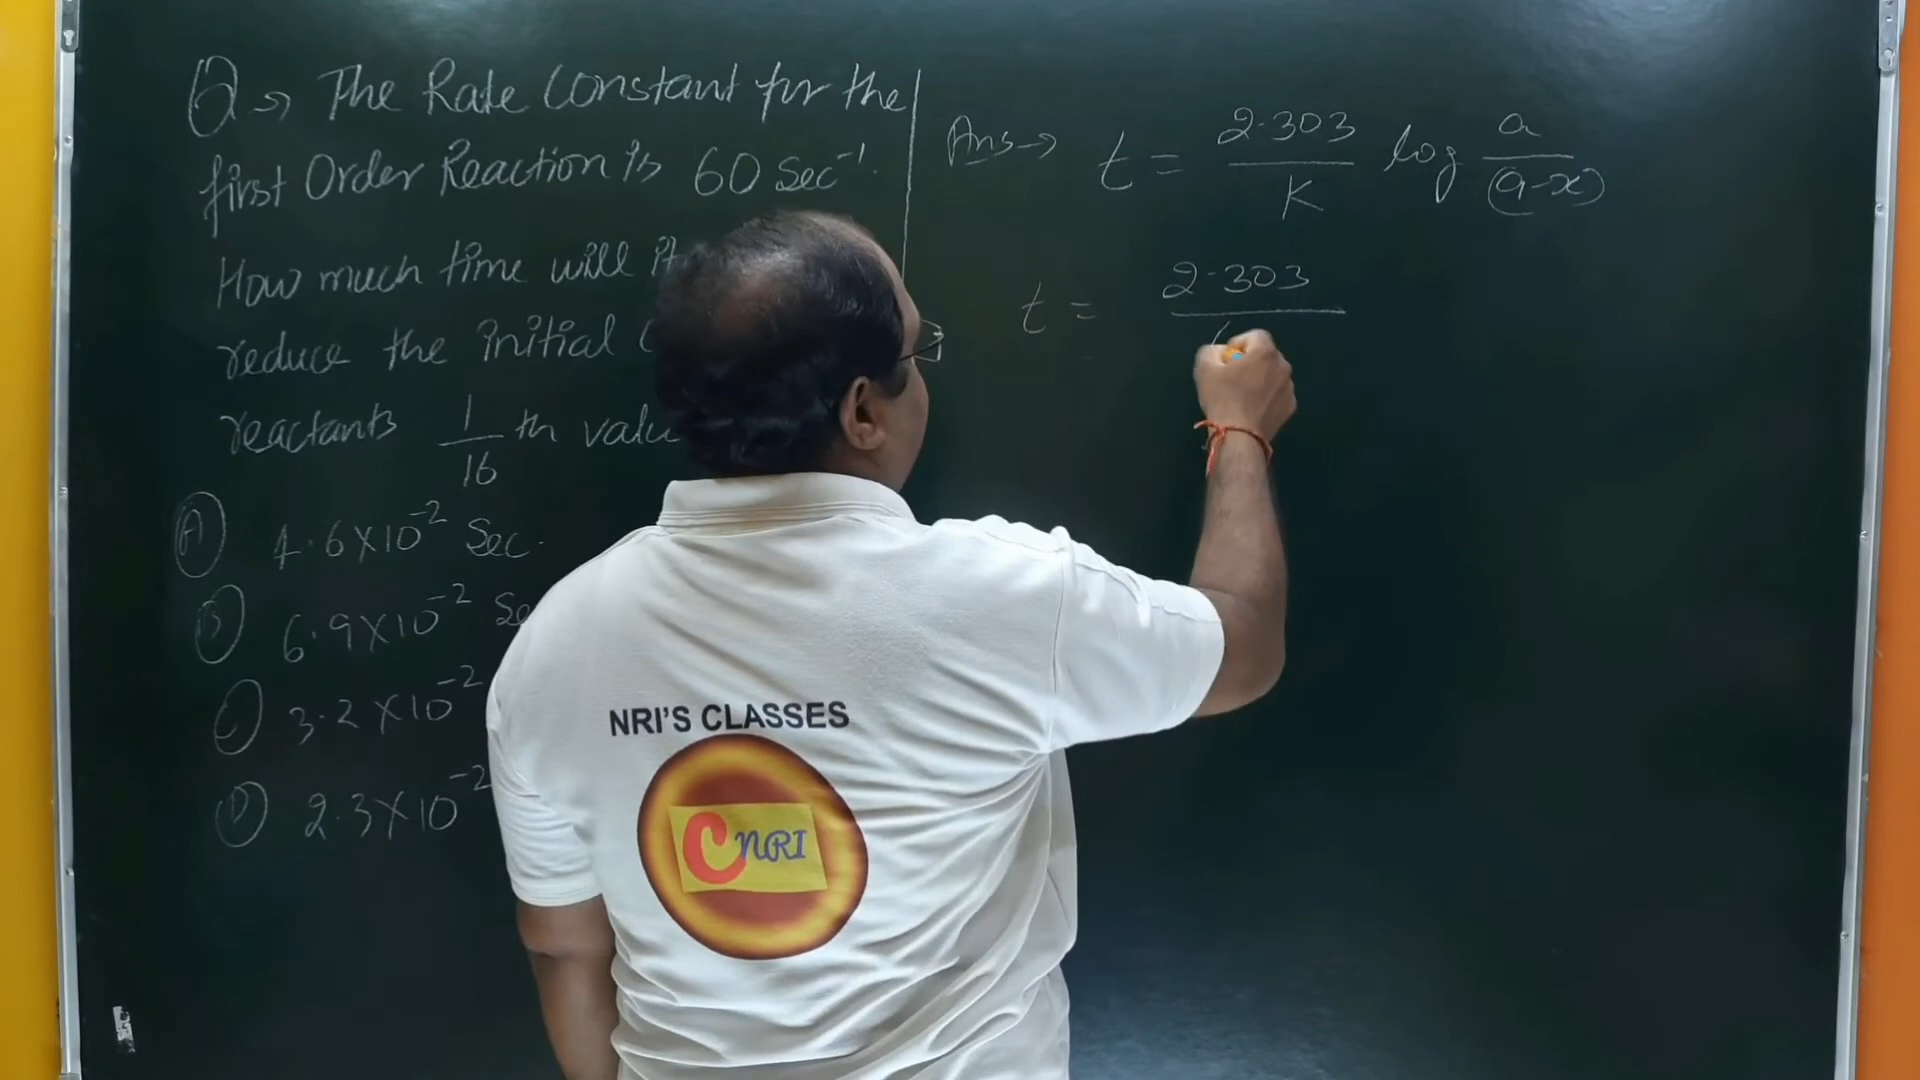 Q → The Rate Constant for the
first Order Reaction is 60 Sec⁻¹.
How much time will it
reduce the initial
reactants 1/16 th
(A) 4.6×10⁻² Sec.
(B) 6.9×10⁻²
(C) 3.2×10⁻²
(D) 2.3×10⁻²
Ans → t = 2.303/K log a/(a-x)
t = 2.303
NRI'S CLASSES
CNRI